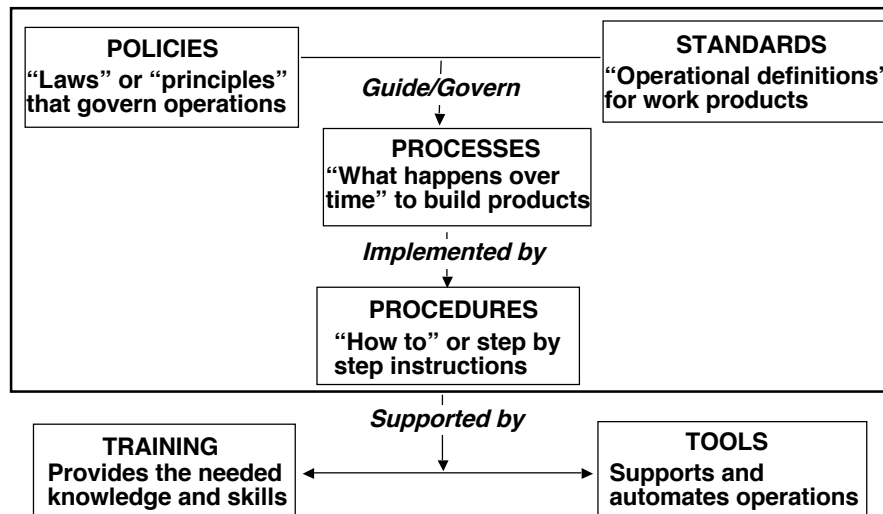 POLICIES
“Laws” or “principles”
that govern operations
STANDARDS
“Operational definitions”
for work products
Guide/Govern
PROCESSES
“What happens over
time” to build products
Implemented by
PROCEDURES
“How to” or step by
step instructions
Supported by
TRAINING
Provides the needed
knowledge and skills
TOOLS
Supports and
automates operations